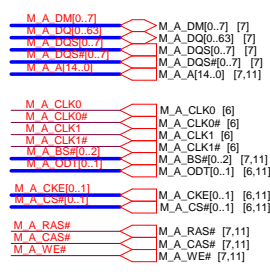 M_A_DM[0..7] M_A_DM[0..7] [7]
M_A_DQ[0..63] M_A_DQ[0..63] [7]
M_A_DQS[0..7] M_A_DQS[0..7] [7]
M_A_DQS#[0..7] M_A_DQS#[0..7] [7]
M_A_A[14..0] M_A_A[14..0] [7,11]
M_A_CLK0 M_A_CLK0 [6]
M_A_CLK0# M_A_CLK0# [6]
M_A_CLK1 M_A_CLK1 [6]
M_A_CLK1# M_A_CLK1# [6]
M_A_BS#[0..2] M_A_BS#[0..2] [7,11]
M_A_ODT[0..1] M_A_ODT[0..1] [6,11]
M_A_CKE[0..1] M_A_CKE[0..1] [6,11]
M_A_CS#[0..1] M_A_CS#[0..1] [6,11]
M_A_RAS# M_A_RAS# [7,11]
M_A_CAS# M_A_CAS# [7,11]
M_A_WE# M_A_WE# [7,11]